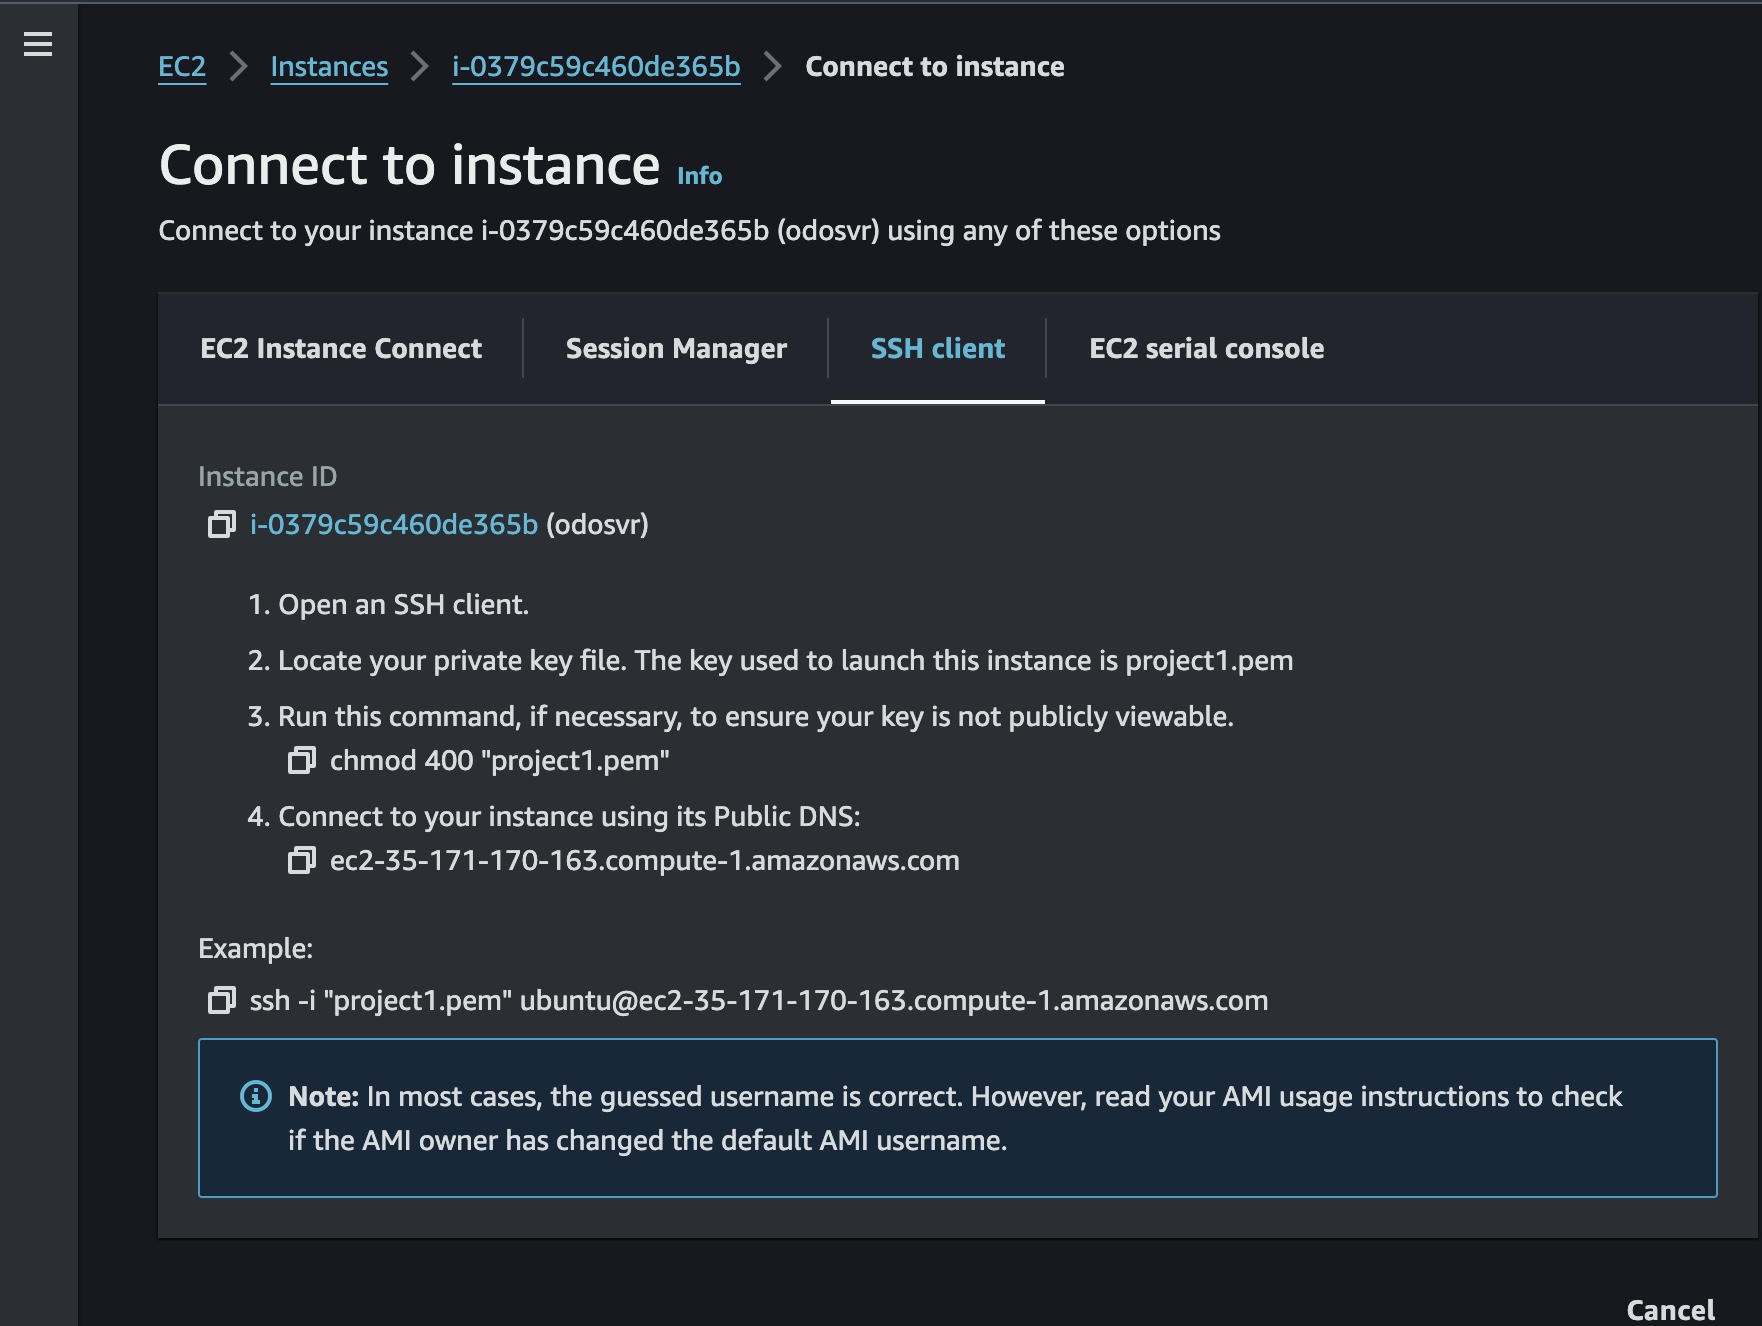 EC2 > Instances > i-0379c59c460de365b > Connect to instance
Connect to instance Info
Connect to your instance i-0379c59c460de365b (odosvr) using any of these options
EC2 Instance Connect Session Manager SSH client EC2 serial console
Instance ID
i-0379c59c460de365b (odosvr)
1. Open an SSH client.
2. Locate your private key file. The key used to launch this instance is project1.pem
3. Run this command, if necessary, to ensure your key is not publicly viewable.
chmod 400 "project1.pem"
4. Connect to your instance using its Public DNS:
ec2-35-171-170-163.compute-1.amazonaws.com
Example:
ssh -i "project1.pem" ubuntu@ec2-35-171-170-163.compute-1.amazonaws.com
Note: In most cases, the guessed username is correct. However, read your AMI usage instructions to check
if the AMI owner has changed the default AMI username.
Cancel